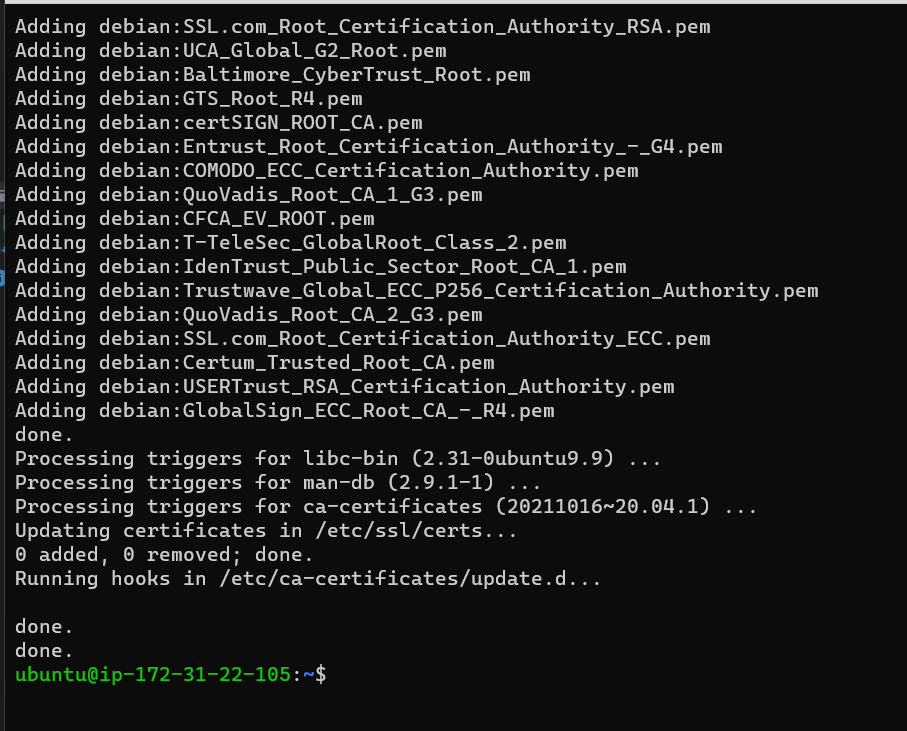 Adding debian:SSL.com_Root_Certification_Authority_RSA.pem
Adding debian:UCA_Global_G2_Root.pem
Adding debian:Baltimore_CyberTrust_Root.pem
Adding debian:GTS_Root_R4.pem
Adding debian:certSIGN_ROOT_CA.pem
Adding debian:Entrust_Root_Certification_Authority_-_G4.pem
Adding debian:COMODO_ECC_Certification_Authority.pem
Adding debian:QuoVadis_Root_CA_1_G3.pem
Adding debian:CFCA_EV_ROOT.pem
Adding debian:T-TeleSec_GlobalRoot_Class_2.pem
Adding debian:IdenTrust_Public_Sector_Root_CA_1.pem
Adding debian:Trustwave_Global_ECC_P256_Certification_Authority.pem
Adding debian:QuoVadis_Root_CA_2_G3.pem
Adding debian:SSL.com_Root_Certification_Authority_ECC.pem
Adding debian:Certum_Trusted_Root_CA.pem
Adding debian:USERTrust_RSA_Certification_Authority.pem
Adding debian:GlobalSign_ECC_Root_CA_-_R4.pem
done.
Processing triggers for libc-bin (2.31-0ubuntu9.9) ...
Processing triggers for man-db (2.9.1-1) ...
Processing triggers for ca-certificates (20211016~20.04.1) ...
Updating certificates in /etc/ssl/certs...
0 added, 0 removed; done.
Running hooks in /etc/ca-certificates/update.d...
done.
done.
ubuntu@ip-172-31-22-105:~$